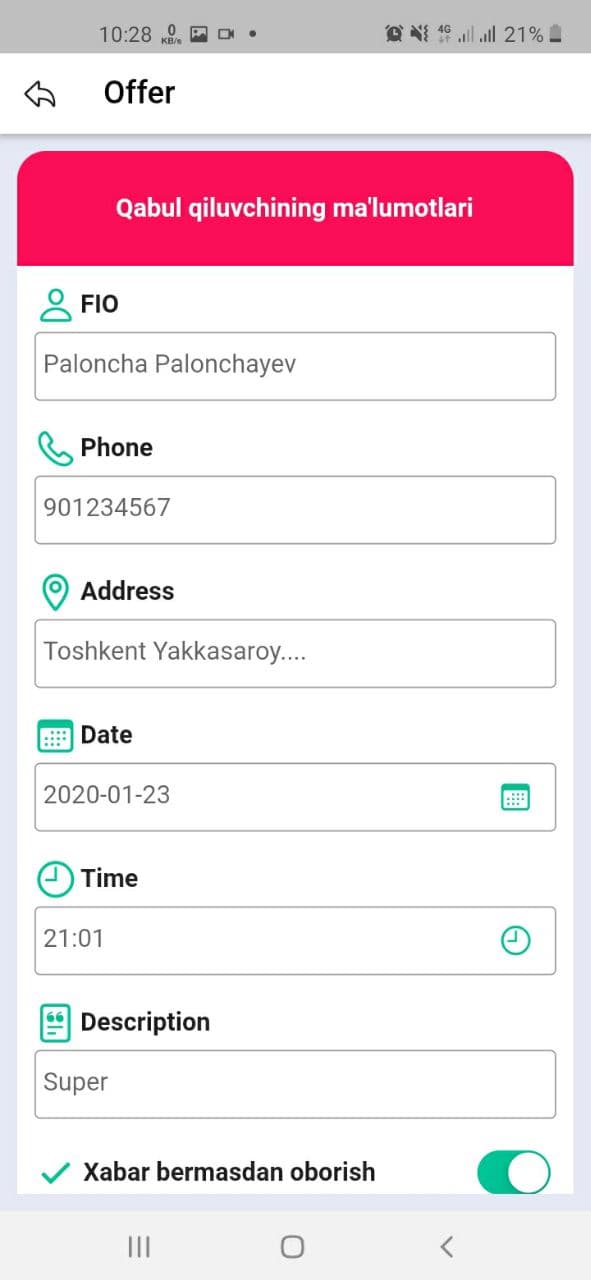 10:28 0 KB/s 4G 21%
Offer
Qabul qiluvchining ma'lumotlari
FIO
Paloncha Palonchayev
Phone
901234567
Address
Toshkent Yakkasaroy....
Date
2020-01-23
Time
21:01
Description
Super
Xabar bermasdan oborish